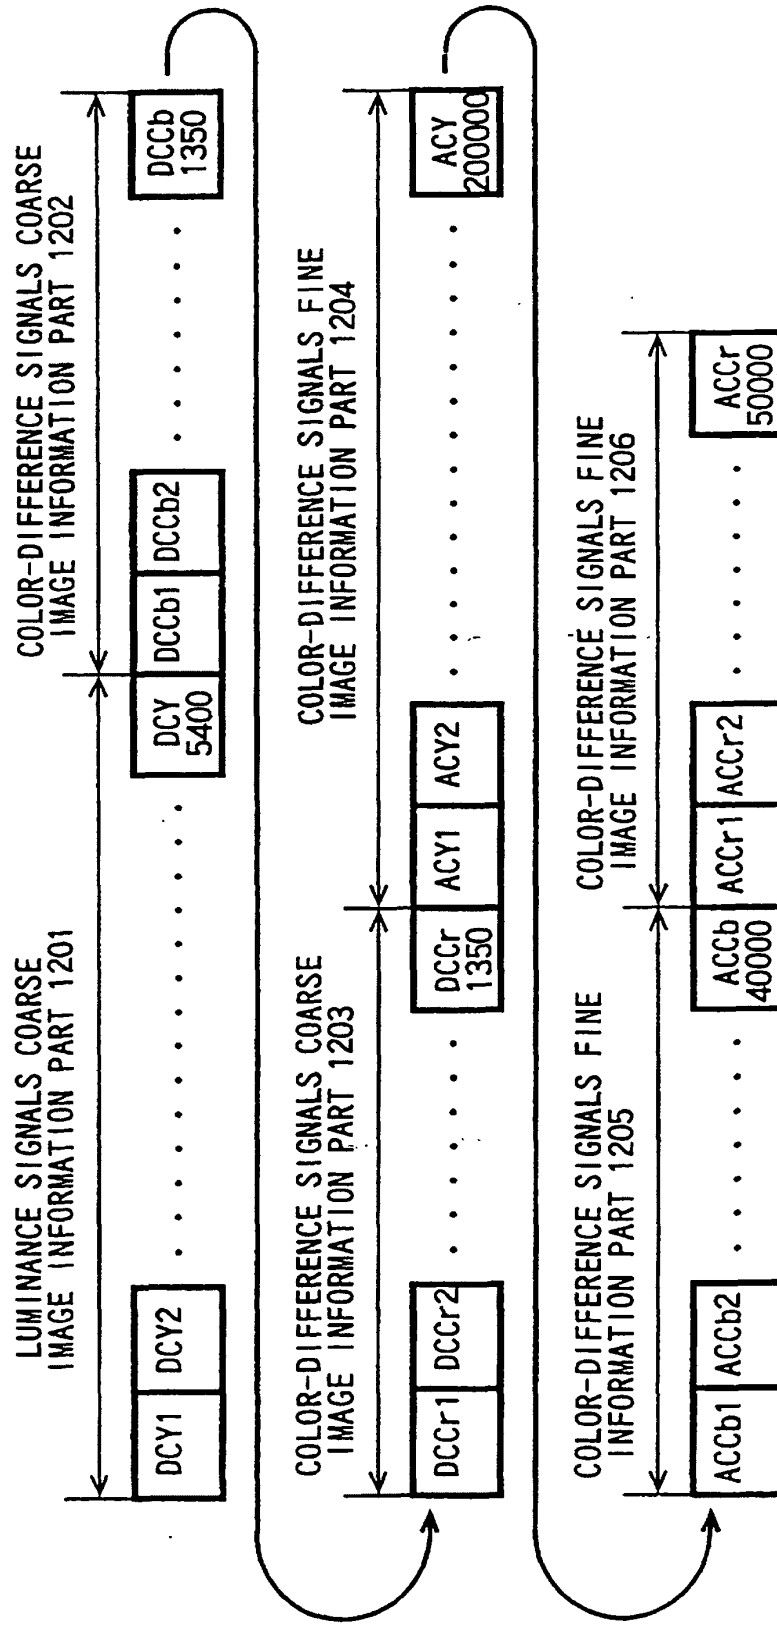 LUMINANCE SIGNALS COARSE
IMAGE INFORMATION PART 1201
COLOR-DIFFERENCE SIGNALS COARSE
IMAGE INFORMATION PART 1202
DCY1 DCY2 DCY DCCb1 DCCb2 DCCb
5400 1350
COLOR-DIFFERENCE SIGNALS COARSE
IMAGE INFORMATION PART 1203
COLOR-DIFFERENCE SIGNALS FINE
IMAGE INFORMATION PART 1204
DCCr1 DCCr2 DCCr ACY1 ACY2 ACY
1350 200000
COLOR-DIFFERENCE SIGNALS FINE
INFORMATION PART 1205
COLOR-DIFFERENCE SIGNALS FINE
IMAGE INFORMATION PART 1206
ACCb1 ACCb2 ACCb ACCr1 ACCr2 ACCr
40000 50000